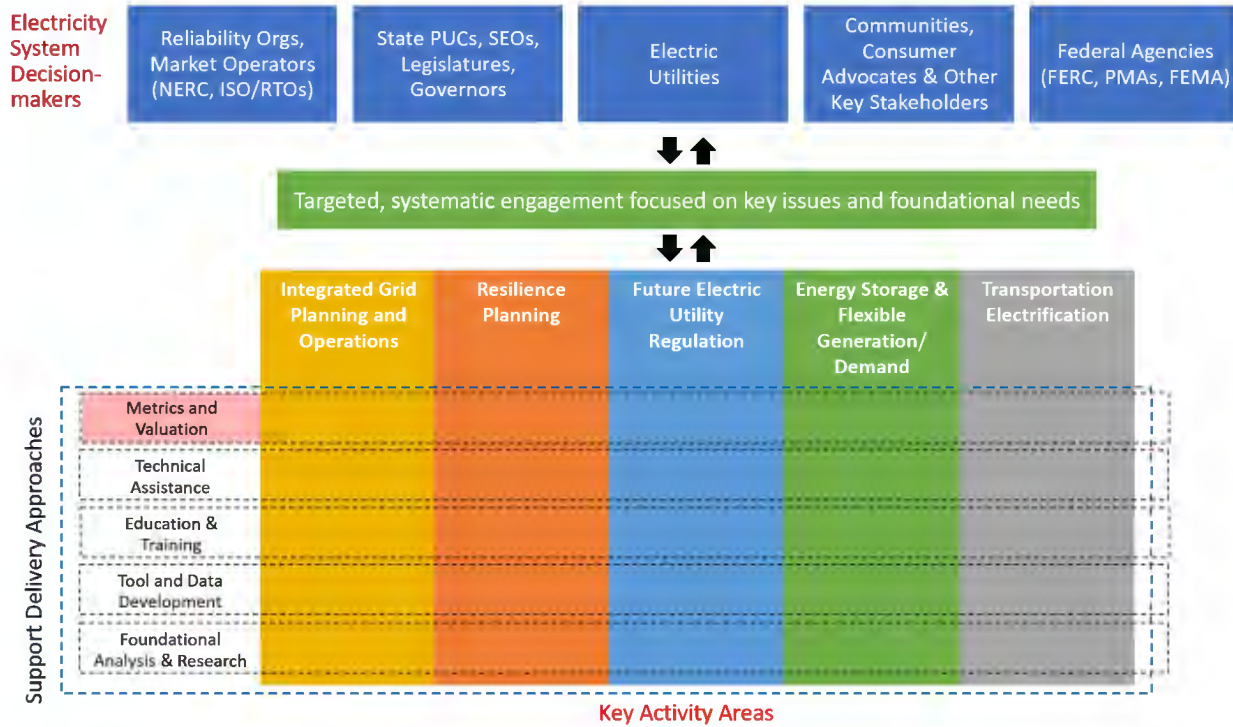 Electricity
System
Decision-
makers
Reliability Orgs,
Market Operators
(NERC, ISO/RTOs)
State PUCs, SEOs,
Legislatures,
Governors
Electric
Utilities
Communities,
Consumer
Advocates & Other
Key Stakeholders
Federal Agencies
(FERC, PMAs, FEMA)
Targeted, systematic engagement focused on key issues and foundational needs
Integrated Grid
Planning and
Operations
Resilience
Planning
Future Electric
Utility
Regulation
Energy Storage &
Flexible
Generation/
Demand
Transportation
Electrification
Support Delivery Approaches
Metrics and
Valuation
Technical
Assistance
Education &
Training
Tool and Data
Development
Foundational
Analysis & Research
Key Activity Areas